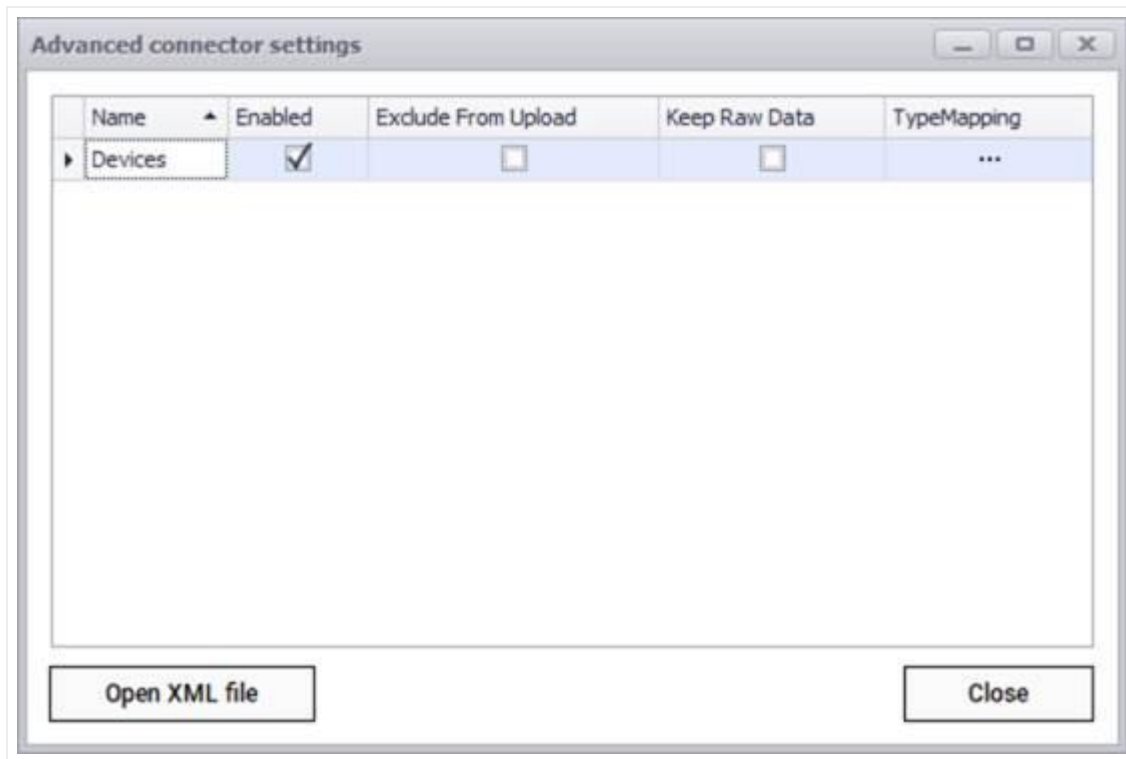 Advanced connector settings
Name Enabled Exclude From Upload Keep Raw Data TypeMapping
Devices ...
Open XML file Close